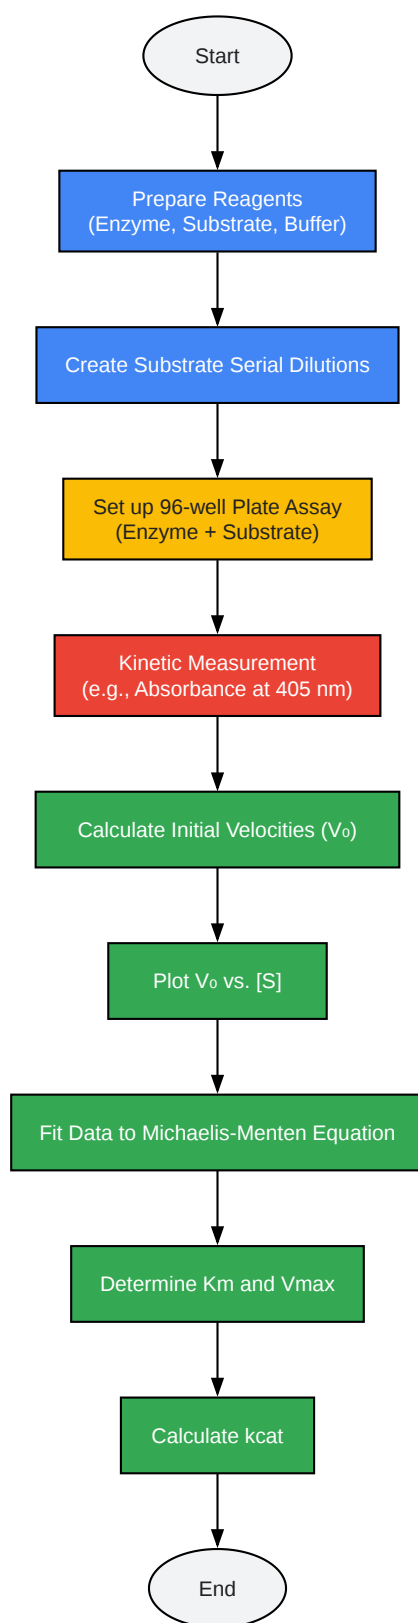 Start
Prepare Reagents
(Enzyme, Substrate, Buffer)
Create Substrate Serial Dilutions
Set up 96-well Plate Assay
(Enzyme + Substrate)
Kinetic Measurement
(e.g., Absorbance at 405 nm)
Calculate Initial Velocities (V₀)
Plot V₀ vs. [S]
Fit Data to Michaelis-Menten Equation
Determine Km and Vmax
Calculate kcat
End